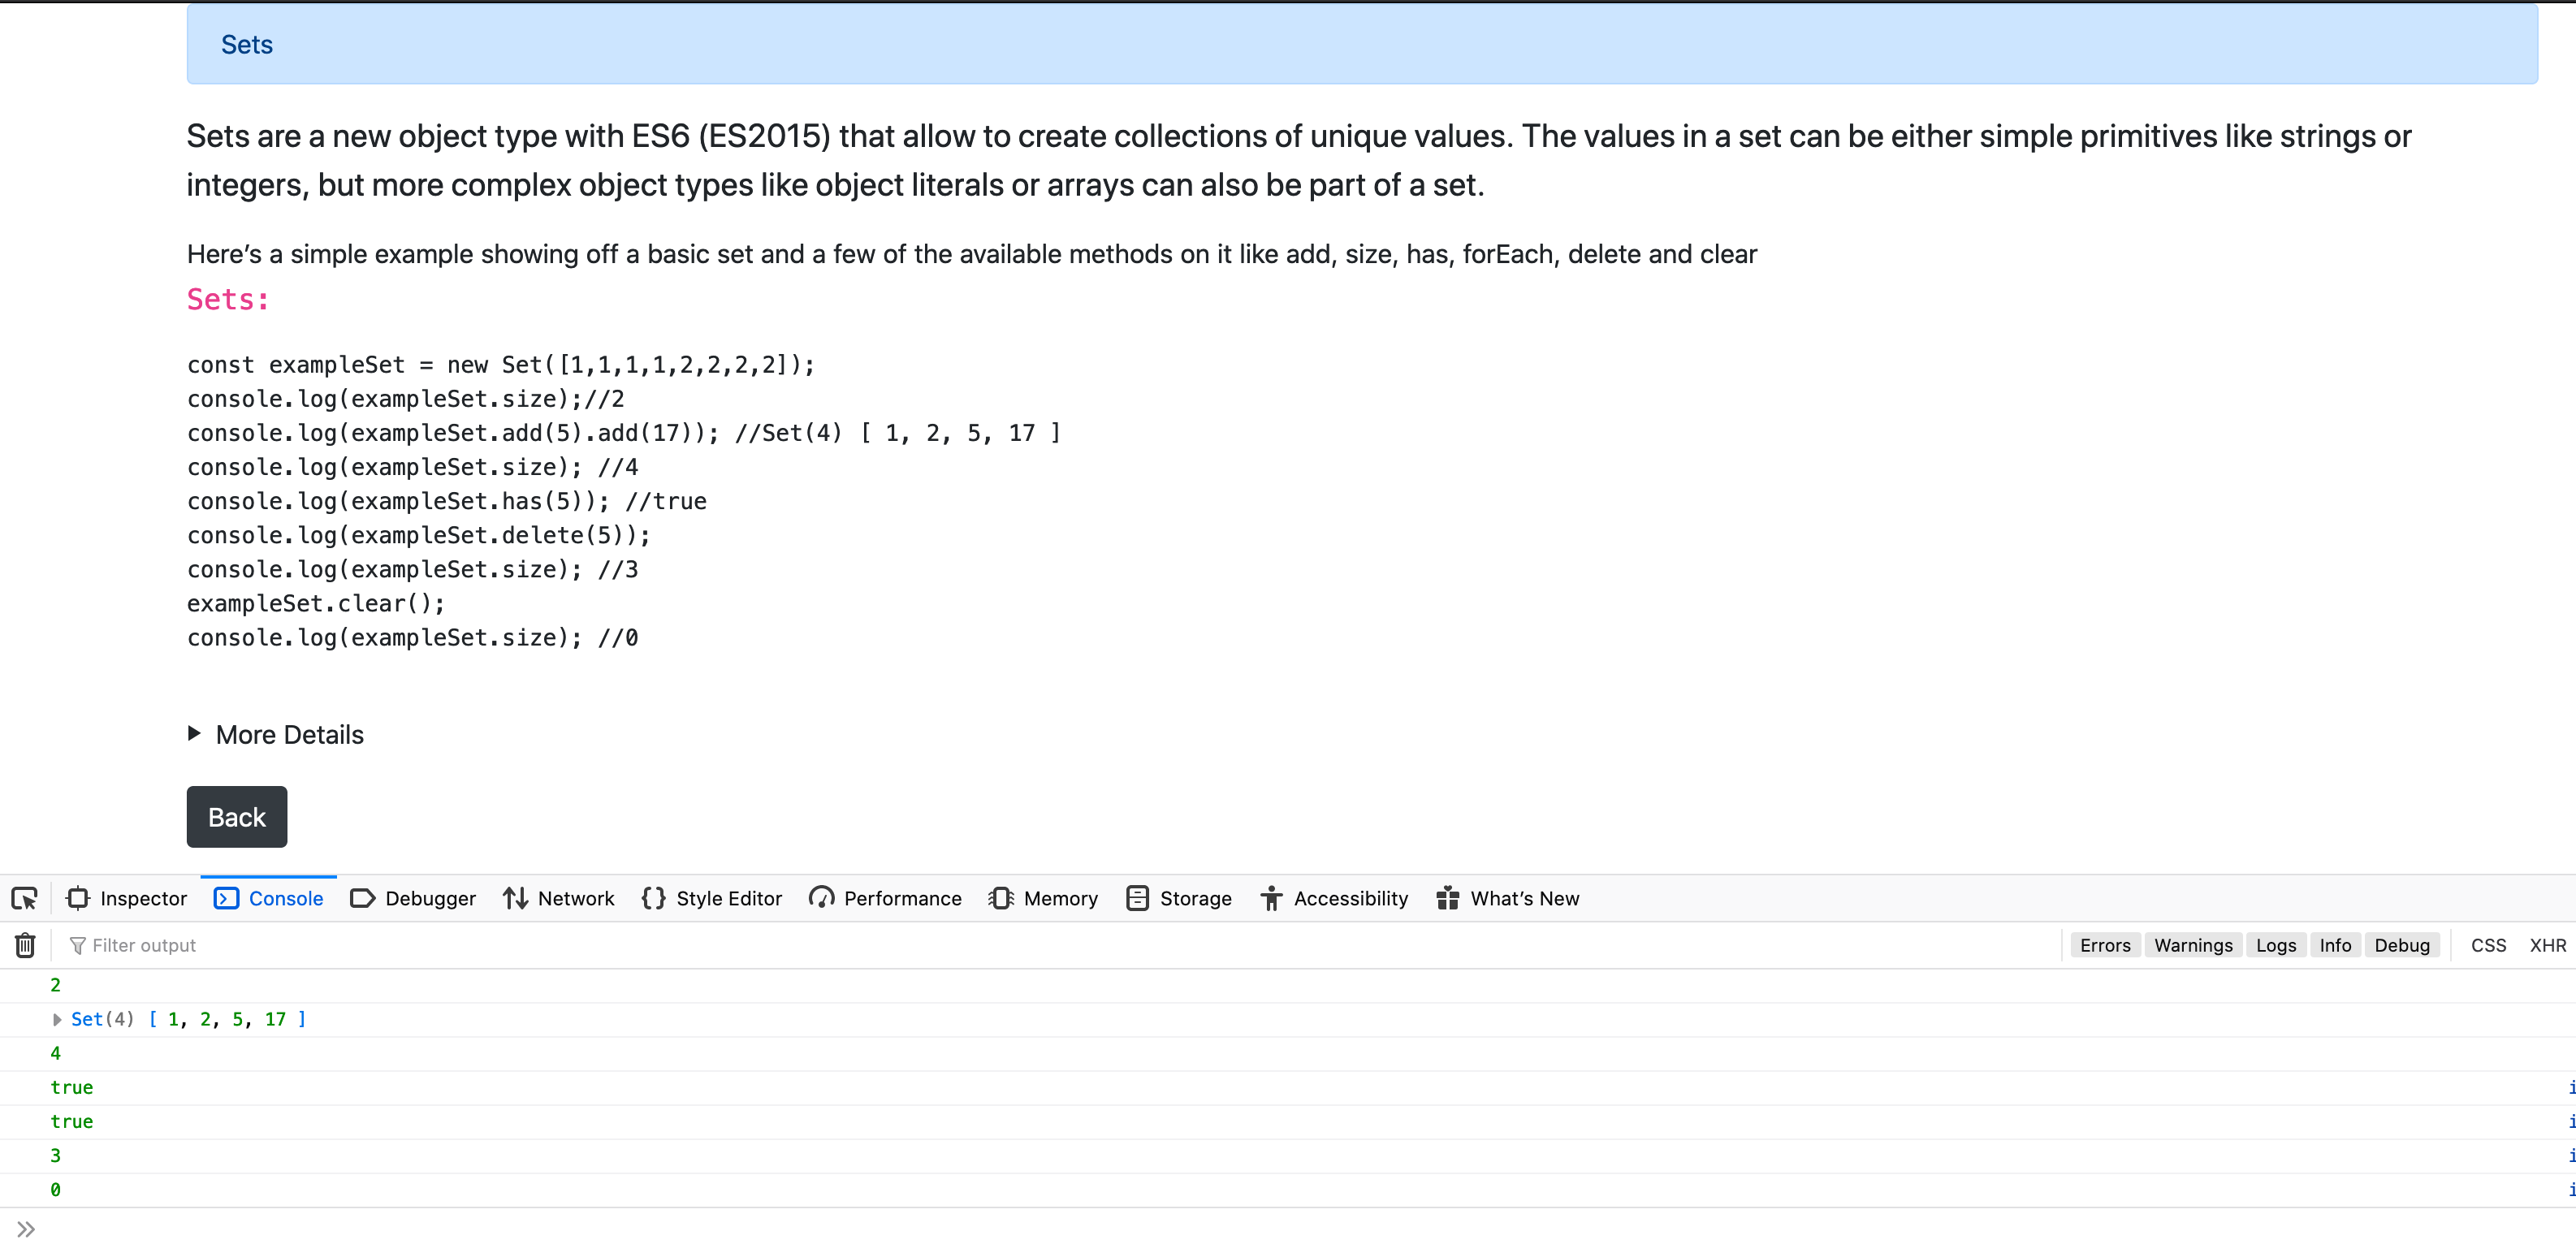 Sets
Sets are a new object type with ES6 (ES2015) that allow to create collections of unique values. The values in a set can be either simple primitives like strings or
integers, but more complex object types like object literals or arrays can also be part of a set.
Here’s a simple example showing off a basic set and a few of the available methods on it like add, size, has, forEach, delete and clear
Sets:
const exampleSet = new Set([1,1,1,1,2,2,2,2]);
console.log(exampleSet.size);//2
console.log(exampleSet.add(5).add(17)); //Set(4) [ 1, 2, 5, 17 ]
console.log(exampleSet.size); //4
console.log(exampleSet.has(5)); //true
console.log(exampleSet.delete(5));
console.log(exampleSet.size); //3
exampleSet.clear();
console.log(exampleSet.size); //0
More Details
Back
Inspector Console Debugger Network Style Editor Performance Memory Storage Accessibility What’s New
Filter output Errors Warnings Logs Info Debug CSS XHR
2
Set(4) [ 1, 2, 5, 17 ]
4
true i
true i
3 i
0 i